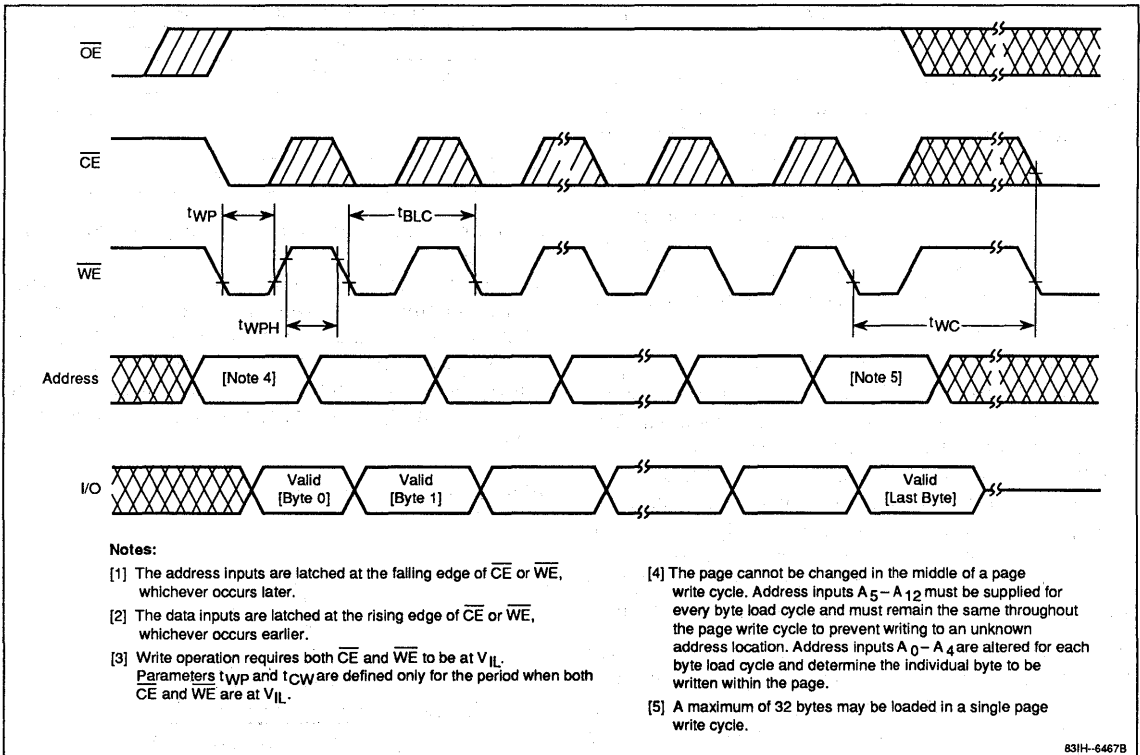 OE
CE
tWP
tBLC
WE
tWPH
tWC
Address
[Note 4]
[Note 5]
I/O
Valid
[Byte 0]
Valid
[Byte 1]
Valid
[Last Byte]
Notes:
[1] The address inputs are latched at the falling edge of CE or WE,
whichever occurs later.
[2] The data inputs are latched at the rising edge of CE or WE,
whichever occurs earlier.
[3] Write operation requires both CE and WE to be at VIL.
Parameters tWP and tCW are defined only for the period when both
CE and WE are at VIL.
[4] The page cannot be changed in the middle of a page
write cycle. Address inputs A5–A12 must be supplied for
every byte load cycle and must remain the same throughout
the page write cycle to prevent writing to an unknown
address location. Address inputs A0–A4 are altered for each
byte load cycle and determine the individual byte to be
written within the page.
[5] A maximum of 32 bytes may be loaded in a single page
write cycle.
83IH--6467B